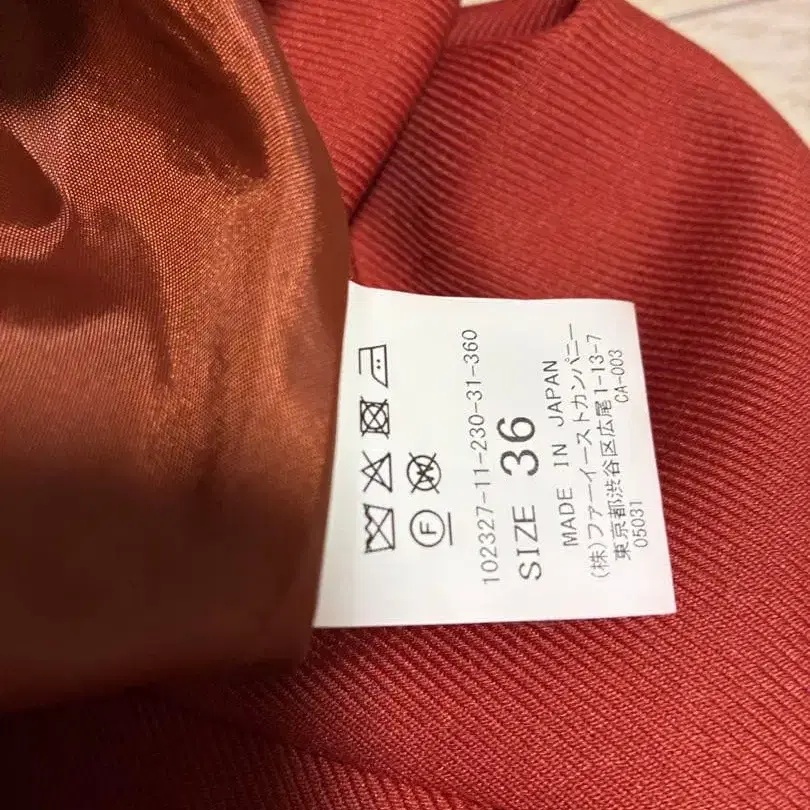 102327-11-230-31-360
SIZE 36
MADE IN JAPAN
(株)ファーイーストカンパニー
東京都渋谷区広尾1-13-7
05031 CA-003
F
W